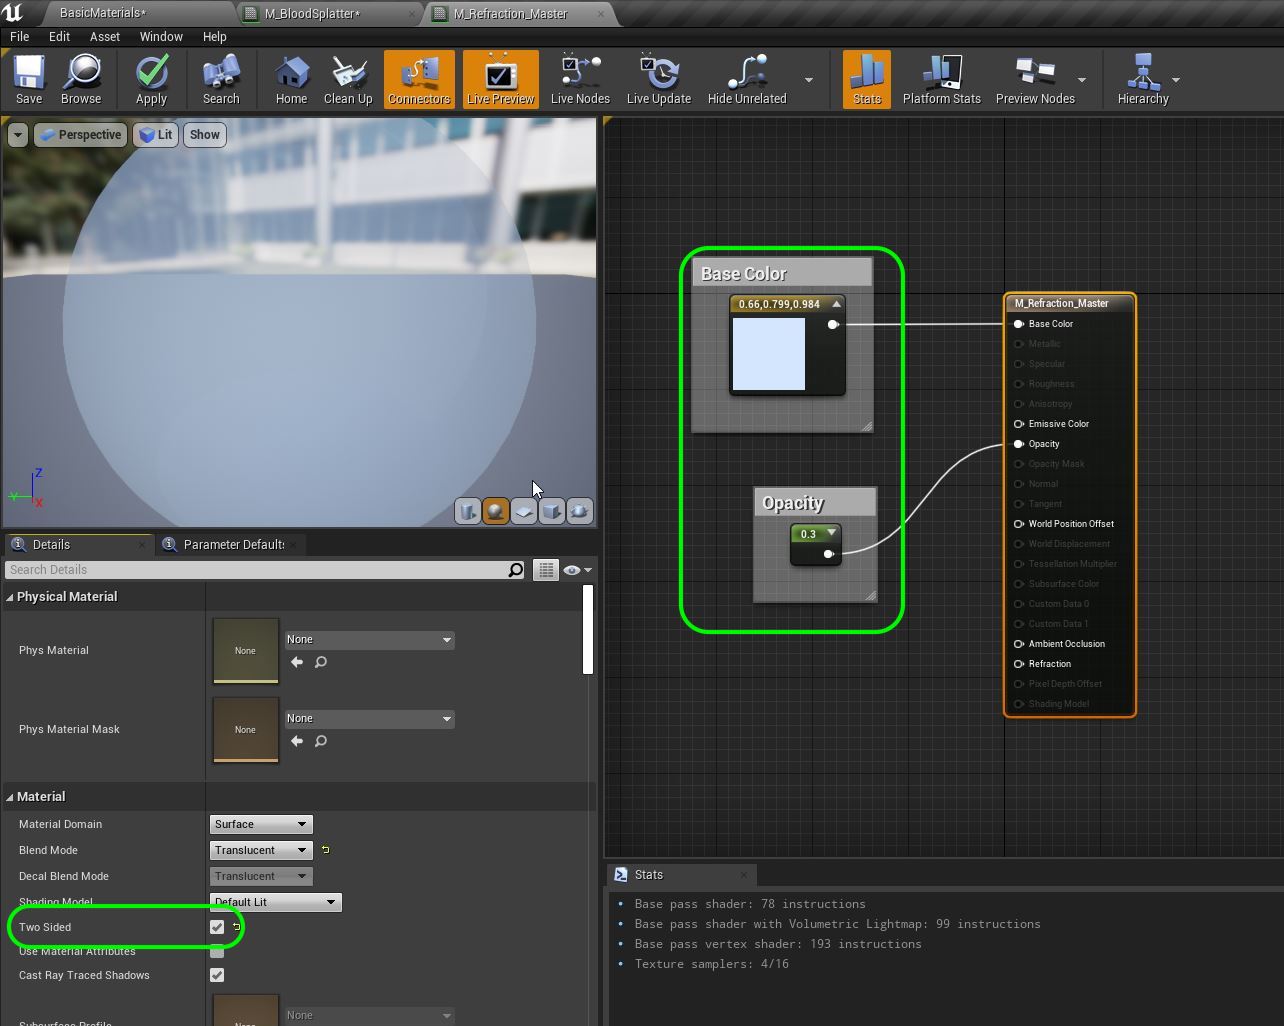 BasicMaterials*
M_BloodSplatter*
M_Refraction_Master
File Edit Asset Window Help
Save Browse Apply Search Home Clean Up Connectors Live Preview Live Nodes Live Update Hide Unrelated Stats Platform Stats Preview Nodes Hierarchy
Perspective Lit Show
Z
Y
X
Base Color
0.66,0.799,0.984
Opacity
0.3
M_Refraction_Master
Base Color
Metallic
Specular
Roughness
Anisotropy
Emissive Color
Opacity
Opacity Mask
Normal
Tangent
World Position Offset
World Displacement
Tessellation Multiplier
Subsurface Color
Custom Data 0
Custom Data 1
Ambient Occlusion
Refraction
Pixel Depth Offset
Shading Model
Details
Parameter Defaults
Search Details
Physical Material
Phys Material
None
None
Phys Material Mask
None
None
Material
Material Domain Surface
Blend Mode Translucent
Decal Blend Mode Translucent
Shading Model Default Lit
Two Sided
Use Material Attributes
Cast Ray Traced Shadows
Subsurface Profile
None
None
Stats
Base pass shader: 78 instructions
Base pass shader with Volumetric Lightmap: 99 instructions
Base pass vertex shader: 193 instructions
Texture samplers: 4/16